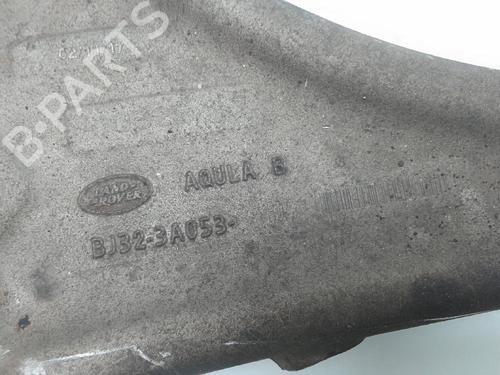 B-PARTS
LAND-
ROVER
AQULA B
BJ32-3A053-